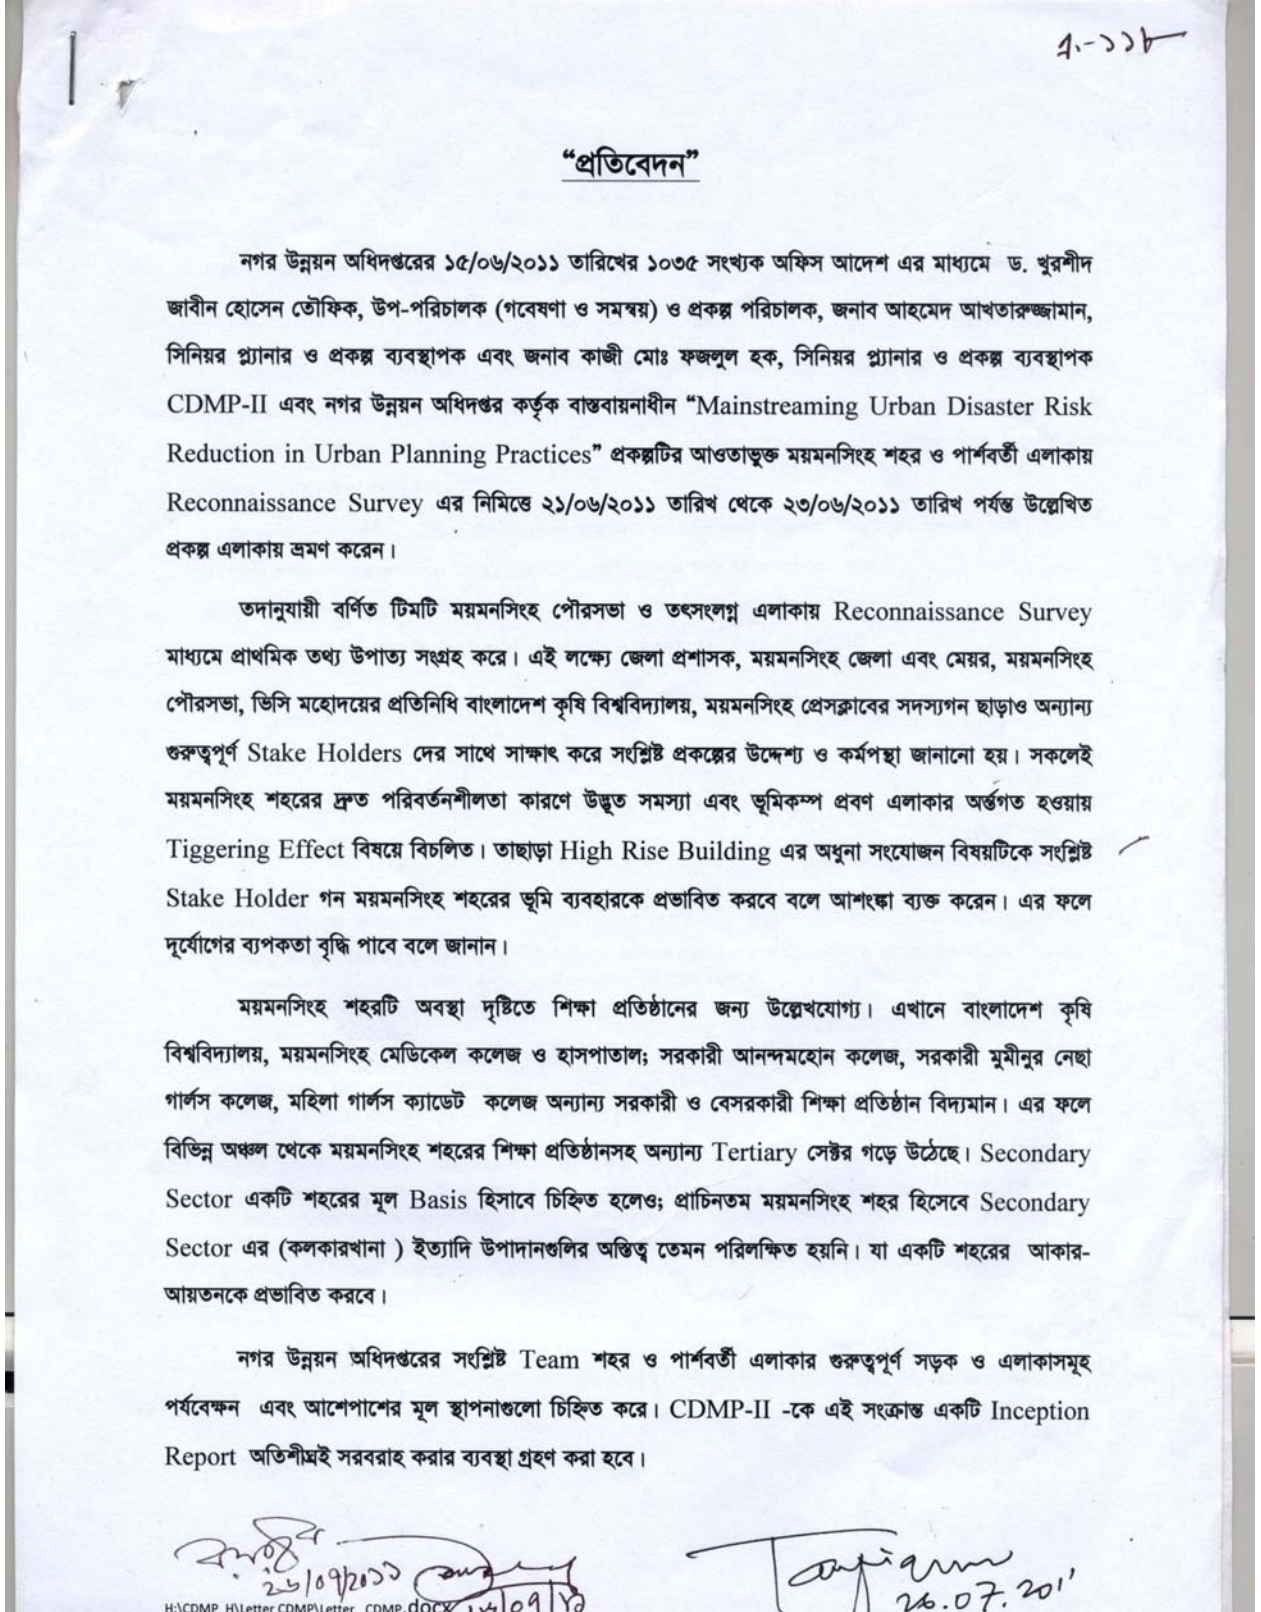 “প্রতিবেদন”
নগর উন্নয়ন অধিদপ্তরের ১৫/০৬/২০১১ তারিখের ১০৩৫ সংখ্যক অফিস আদেশ এর মাধ্যমে ড. খুরশীদ
জাবীন হোসেন তৌফিক, উপ-পরিচালক (গবেষণা ও সমন্বয়) ও প্রকল্প পরিচালক, জনাব আহমেদ আখতারুজ্জামান,
সিনিয়র প্ল্যানার ও প্রকল্প ব্যবস্থাপক এবং জনাব কাজী মোঃ ফজলুল হক, সিনিয়র প্ল্যানার ও প্রকল্প ব্যবস্থাপক
CDMP-II এবং নগর উন্নয়ন অধিদপ্তর কর্তৃক বাস্তবায়নাধীন “Mainstreaming Urban Disaster Risk
Reduction in Urban Planning Practices” প্রকল্পটির আওতাভূক্ত ময়মনসিংহ শহর ও পার্শবর্তী এলাকায়
Reconnaissance Survey এর নিমিত্তে ২১/০৬/২০১১ তারিখ থেকে ২৩/০৬/২০১১ তারিখ পর্যন্ত উল্লেখিত
প্রকল্প এলাকায় ভ্রমণ করেন।
তদানুযায়ী বর্ণিত টিমটি ময়মনসিংহ পৌরসভা ও তৎসংলগ্ন এলাকায় Reconnaissance Survey
মাধ্যমে প্রাথমিক তথ্য উপাত্য সংগ্রহ করে। এই লক্ষ্যে জেলা প্রশাসক, ময়মনসিংহ জেলা এবং মেয়র, ময়মনসিংহ
পৌরসভা, ভিসি মহোদয়ের প্রতিনিধি বাংলাদেশ কৃষি বিশ্ববিদ্যালয়, ময়মনসিংহ প্রেসক্লাবের সদস্যগন ছাড়াও অন্যান্য
গুরুত্বপূর্ণ Stake Holders দের সাথে সাক্ষাৎ করে সংশ্লিষ্ট প্রকল্পের উদ্দেশ্য ও কর্মপন্থা জানানো হয়। সকলেই
ময়মনসিংহ শহরের দ্রুত পরিবর্তনশীলতা কারণে উদ্ভূত সমস্যা এবং ভূমিকম্প প্রবণ এলাকার অর্ন্তগত হওয়ায়
Tiggering Effect বিষয়ে বিচলিত। তাছাড়া High Rise Building এর অধুনা সংযোজন বিষয়টিকে সংশ্লিষ্ট
Stake Holder গন ময়মনসিংহ শহরের ভূমি ব্যবহারকে প্রভাবিত করবে বলে আশংঙ্কা ব্যক্ত করেন। এর ফলে
দূর্যোগের ব্যপকতা বৃদ্ধি পাবে বলে জানান।
ময়মনসিংহ শহরটি অবস্থা দৃষ্টিতে শিক্ষা প্রতিষ্ঠানের জন্য উল্লেখযোগ্য। এখানে বাংলাদেশ কৃষি
বিশ্ববিদ্যালয়, ময়মনসিংহ মেডিকেল কলেজ ও হাসপাতাল; সরকারী আনন্দমহোন কলেজ, সরকারী মুমীনুর নেছা
গার্লস কলেজ, মহিলা গার্লস ক্যাডেট কলেজ অন্যান্য সরকারী ও বেসরকারী শিক্ষা প্রতিষ্ঠান বিদ্যমান। এর ফলে
বিভিন্ন অঞ্চল থেকে ময়মনসিংহ শহরের শিক্ষা প্রতিষ্ঠানসহ অন্যান্য Tertiary সেক্টর গড়ে উঠেছে। Secondary
Sector একটি শহরের মূল Basis হিসাবে চিহ্নিত হলেও; প্রাচিনতম ময়মনসিংহ শহর হিসেবে Secondary
Sector এর (কলকারখানা ) ইত্যাদি উপাদানগুলির অস্তিত্ব তেমন পরিলক্ষিত হয়নি। যা একটি শহরের আকার-
আয়তনকে প্রভাবিত করবে।
নগর উন্নয়ন অধিদপ্তরের সংশ্লিষ্ট Team শহর ও পার্শবর্তী এলাকার গুরুত্বপূর্ণ সড়ক ও এলাকাসমূহ
পর্যবেক্ষন এবং আশেপাশের মূল স্থাপনাগুলো চিহ্নিত করে। CDMP-II -কে এই সংক্রান্ত একটি Inception
Report অতিশীঘ্রই সরবরাহ করার ব্যবস্থা গ্রহণ করা হবে।
26.07.2011
H:\CDMP_H\Letter CDMP\Letter_CDMP.docx